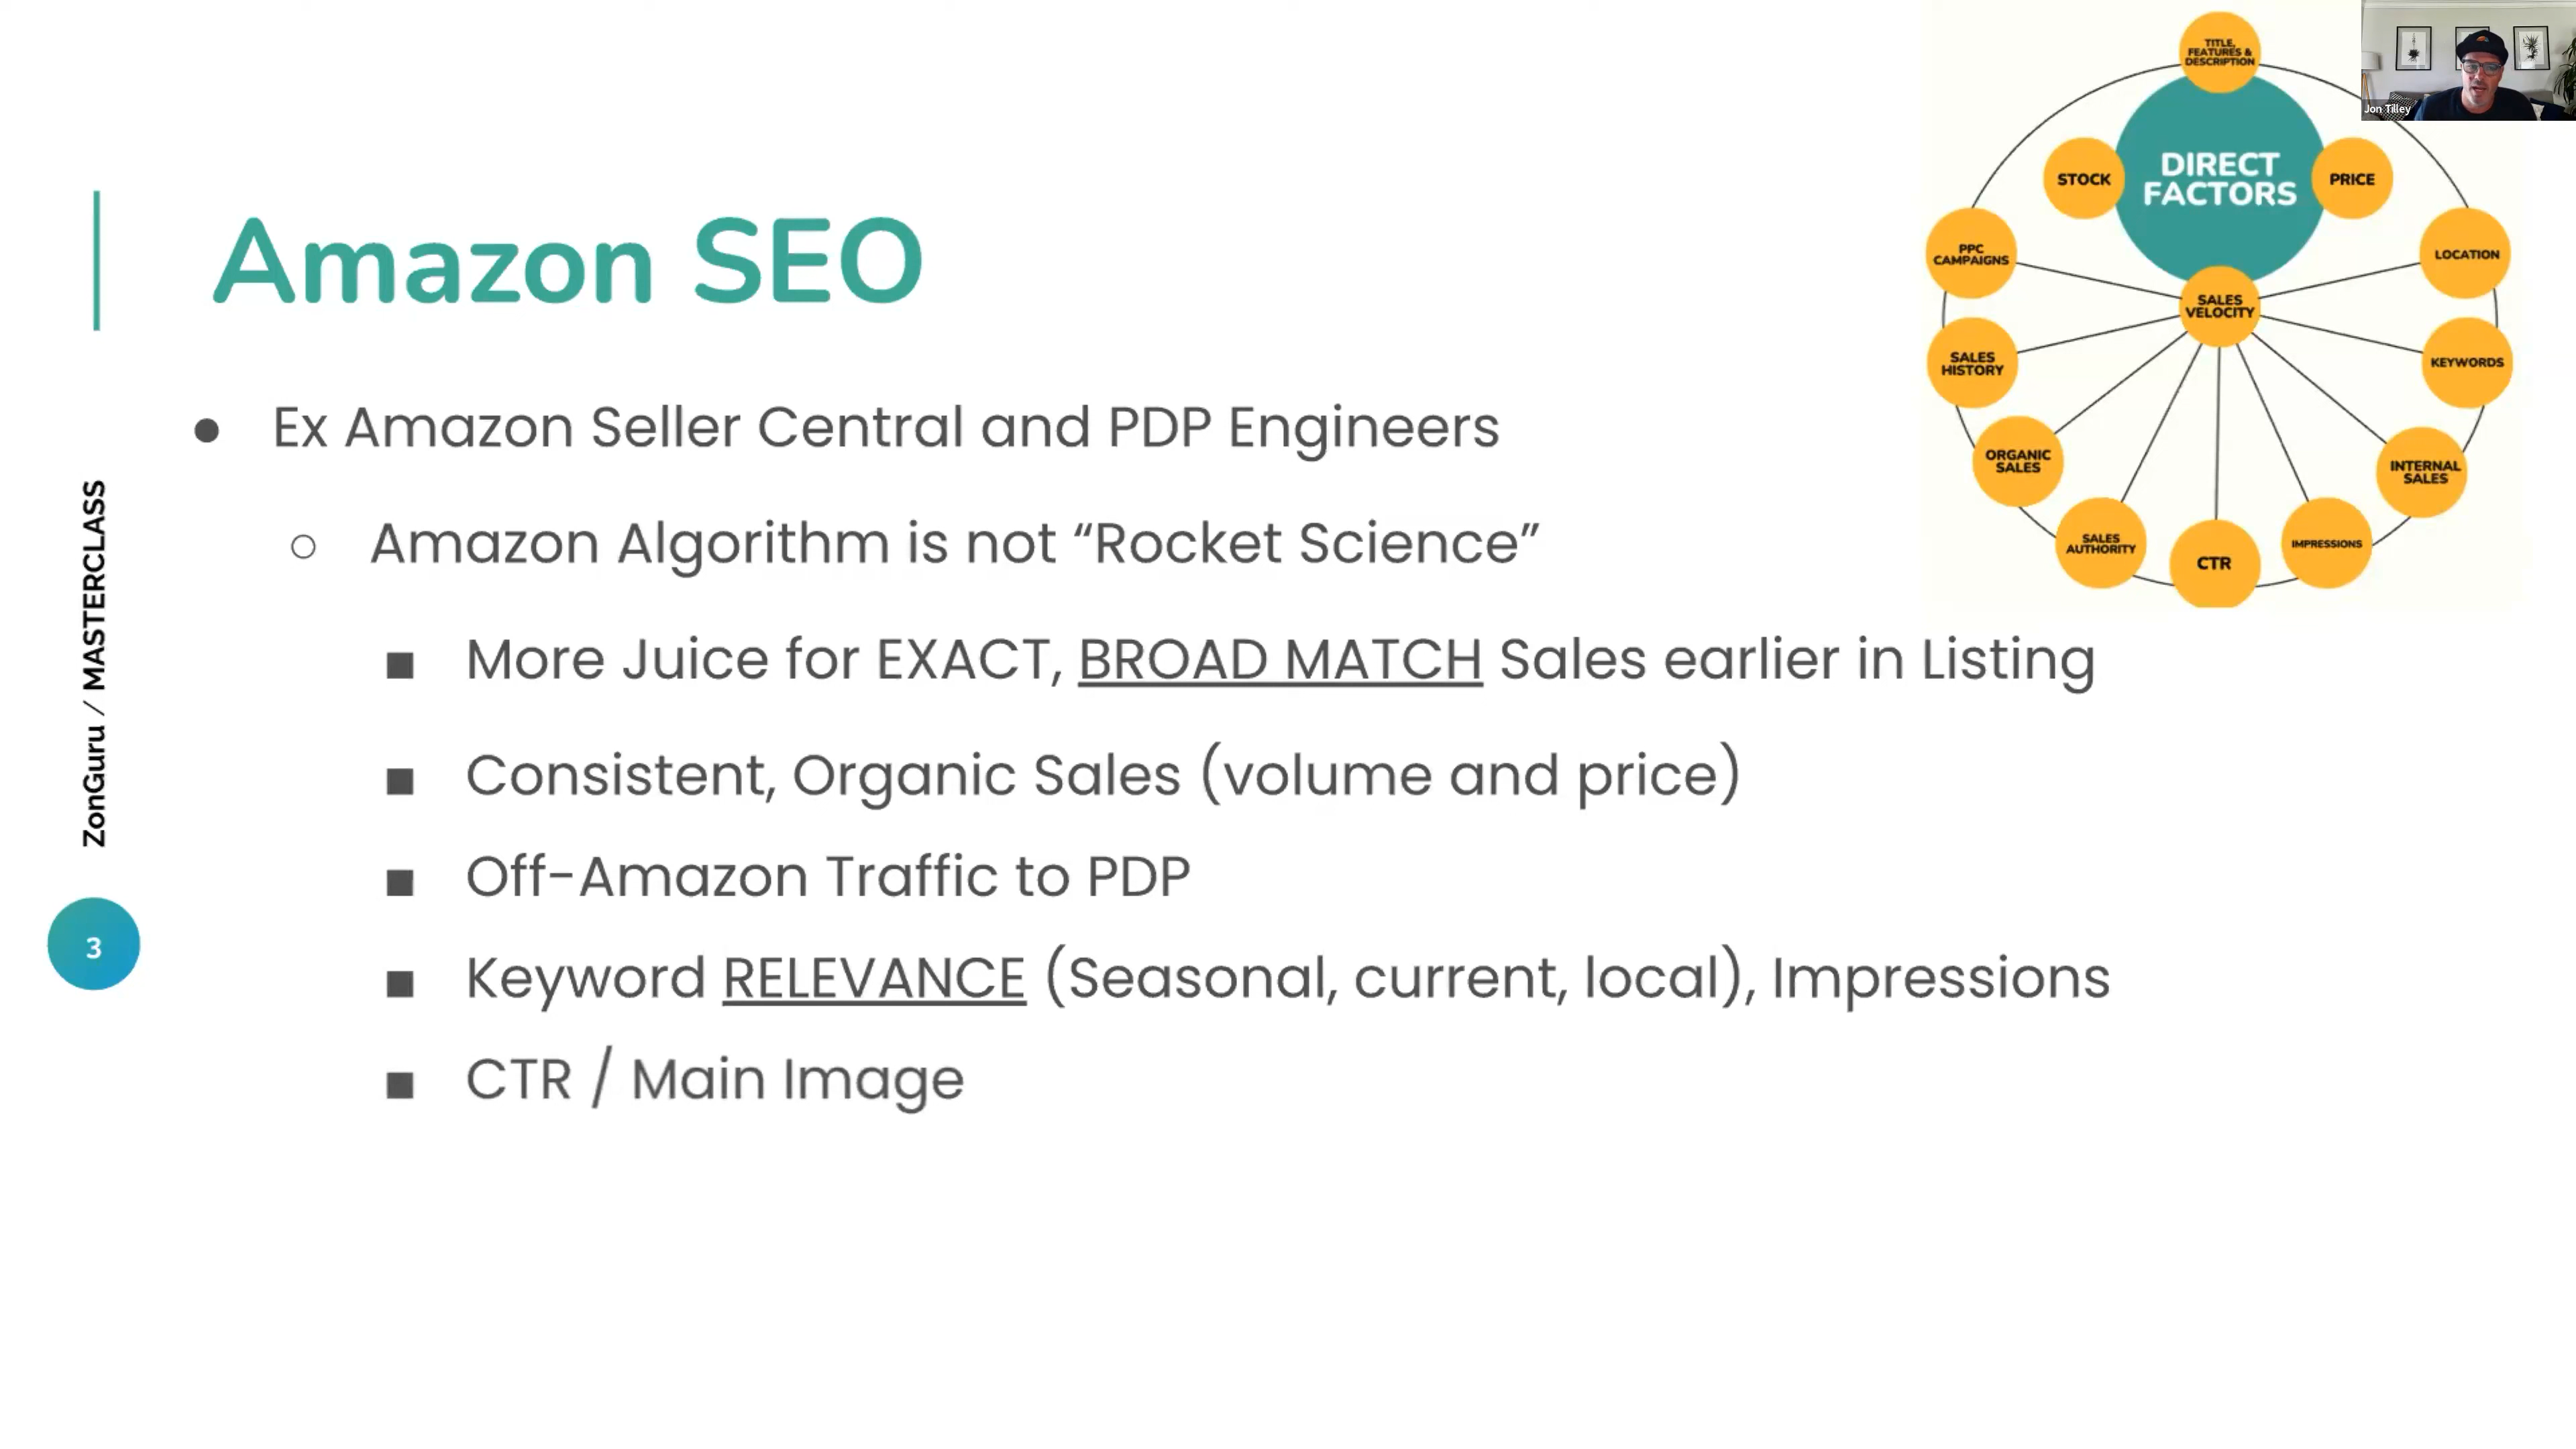 Amazon SEO
Ex Amazon Seller Central and PDP Engineers
Amazon Algorithm is not “Rocket Science”
More Juice for EXACT, BROAD MATCH Sales earlier in Listing
Consistent, Organic Sales (volume and price)
Off-Amazon Traffic to PDP
Keyword RELEVANCE (Seasonal, current, local), Impressions
CTR / Main Image
ZonGuru / MASTERCLASS
3
TITLE,
FEATURES &
DESCRIPTION
DIRECT
FACTORS
STOCK
PRICE
PPC
CAMPAIGNS
LOCATION
SALES
VELOCITY
SALES
HISTORY
KEYWORDS
ORGANIC
SALES
INTERNAL
SALES
SALES
AUTHORITY
CTR
IMPRESSIONS
Jon Tilley